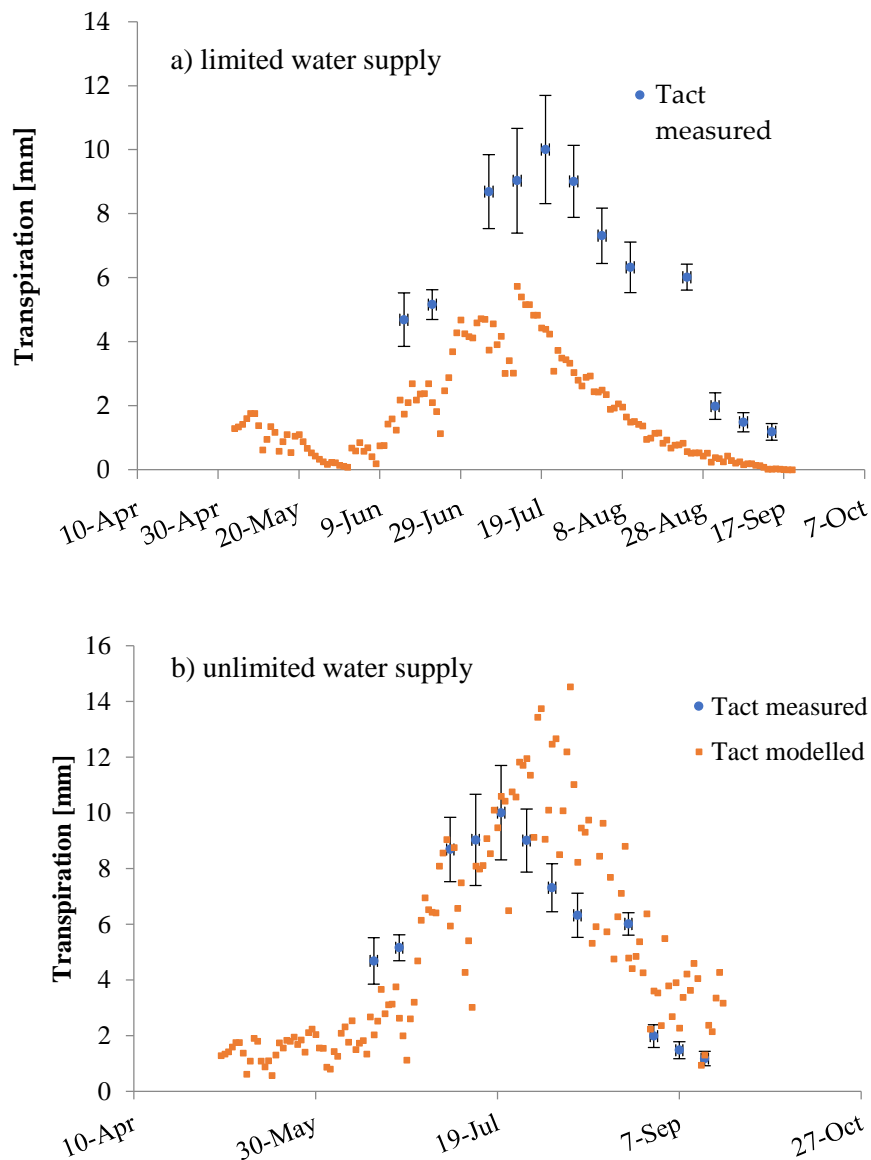 14
a) limited water supply
12
Tact
measured
10
8
6
4
2
0
Transpiration [mm]
10-Apr
30-Apr
20-May
9-Jun
29-Jun
19-Jul
8-Aug
28-Aug
17-Sep
7-Oct
16
b) unlimited water supply
14
Tact measured
Tact modelled
12
10
8
6
4
2
0
Transpiration [mm]
10-Apr
30-May
19-Jul
7-Sep
27-Oct